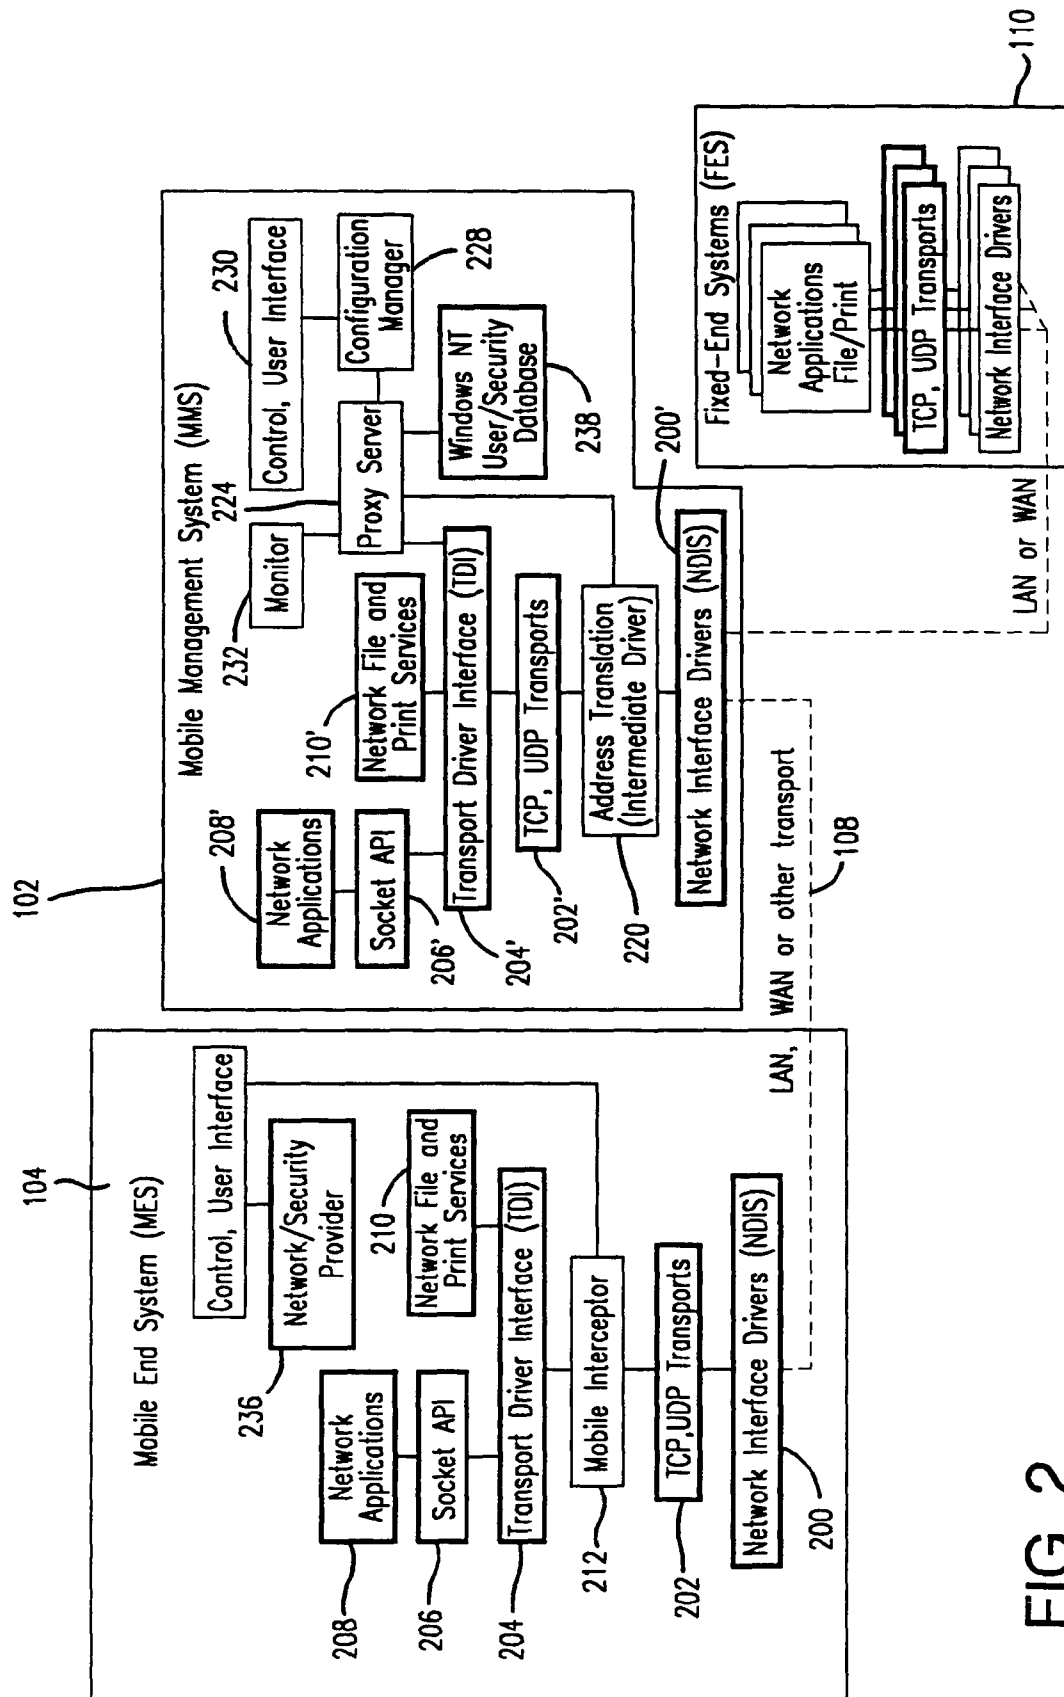 104
Mobile End System (MES)
Control, User Interface
Network/Security
Provider
236
210
Network File and
Print Services
Network
Applications
208
Socket API
206
Transport Driver Interface (TDI)
204
Mobile Interceptor
212
TCP,UDP Transports
202
Network Interface Drivers (NDIS)
200
LAN, WAN or other transport
108
102
Mobile Management System (MMS)
230
Control, User Interface
232
Monitor
224
Proxy Server
Configuration
Manager
228
Windows NT
User/Security
Database
238
208'
Network
Applications
210'
Network File and
Print Services
Socket API
206'
Transport Driver Interface (TDI)
204'
TCP, UDP Transports
202'
Address Translation
(Intermediate Driver)
220
Network Interface Drivers (NDIS)
200'
LAN or WAN
Fixed-End Systems (FES)
110
Network
Applications
File/Print
TCP, UDP Transports
Network Interface Drivers
FIG. 2